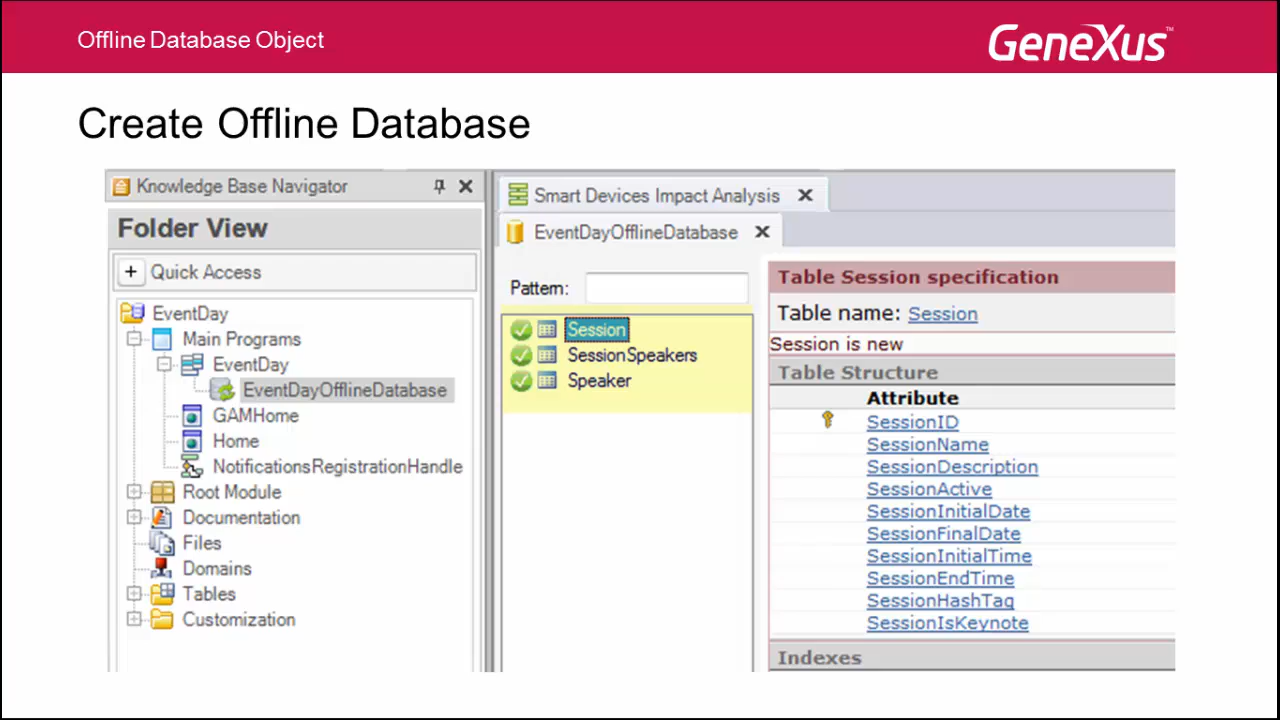 Offline Database Object
GeneXus™
Create Offline Database
Knowledge Base Navigator
Folder View
+ Quick Access
EventDay
Main Programs
EventDay
EventDayOfflineDatabase
GAMHome
Home
NotificationsRegistrationHandle
Root Module
Documentation
Files
Domains
Tables
Customization
Smart Devices Impact Analysis
EventDayOfflineDatabase
Pattern:
Session
SessionSpeakers
Speaker
Table Session specification
Table name: Session
Session is new
Table Structure
Attribute
SessionID
SessionName
SessionDescription
SessionActive
SessionInitialDate
SessionFinalDate
SessionInitialTime
SessionEndTime
SessionHashTag
SessionIsKeynote
Indexes